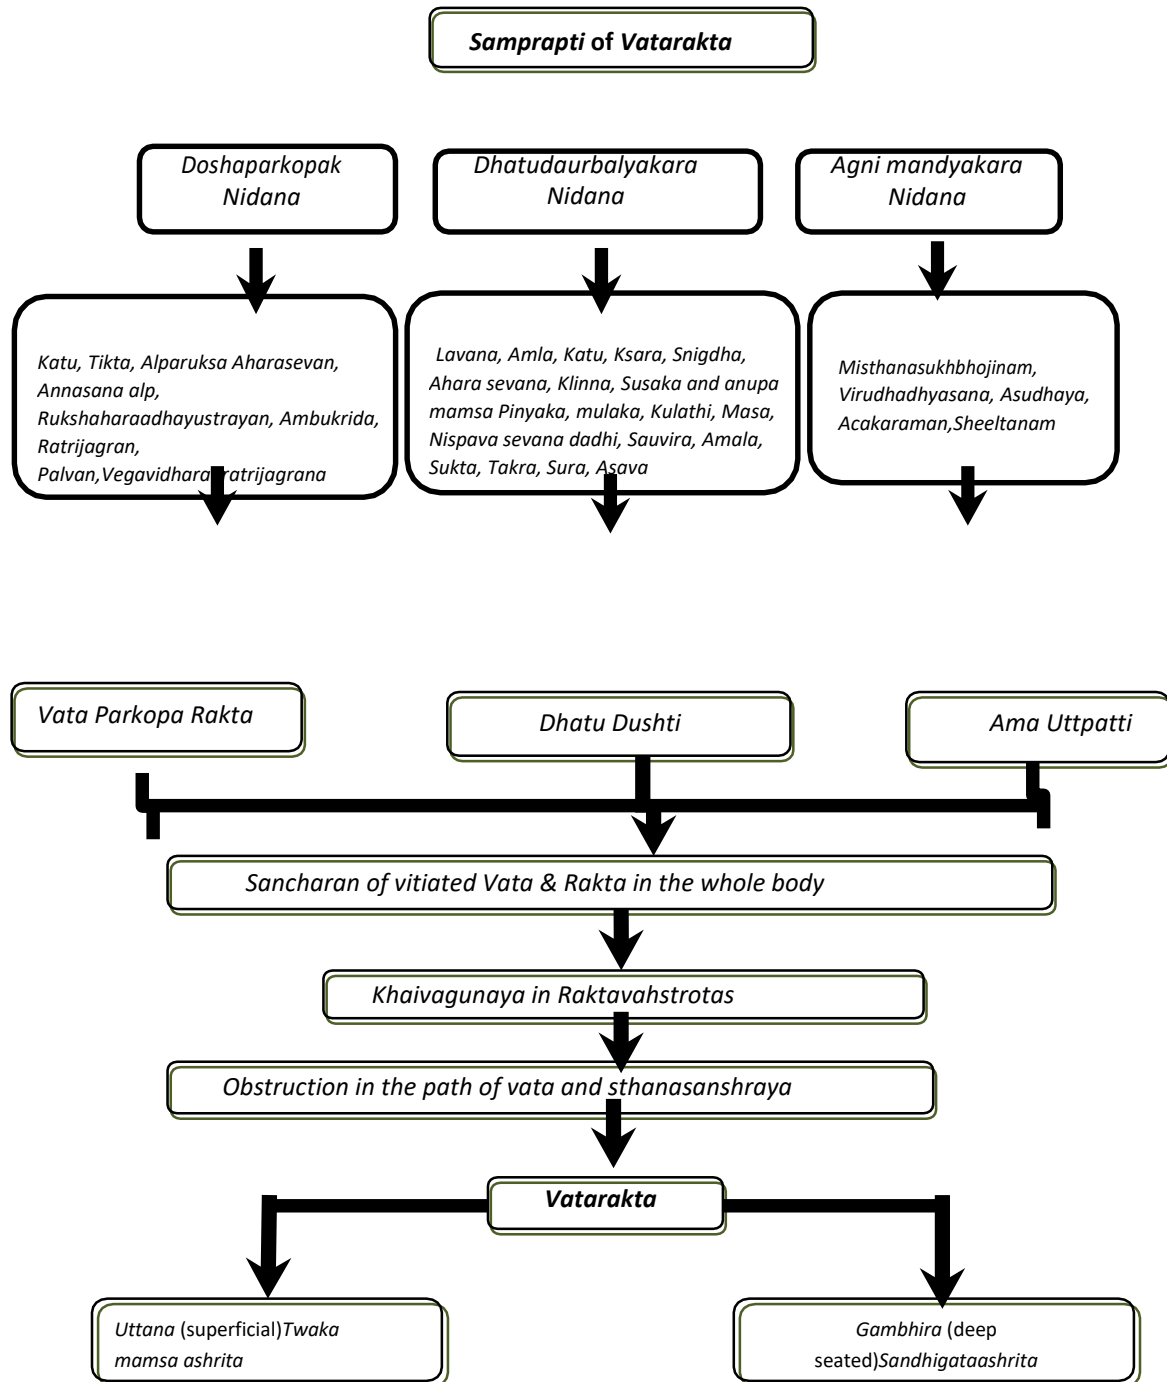 Samprapti of Vatarakta
Doshaparkopak
Nidana
Dhatudaurbalyakara
Nidana
Agni mandyakara
Nidana
Katu, Tikta, Alparuksa Aharasevan,
Annasana alp,
Rukshaharaadhayustrayan, Ambukrida,
Ratrijagran,
Palvan,Vegavidhara ratrijagrana
Lavana, Amla, Katu, Ksara, Snigdha,
Ahara sevana, Klinna, Susaka and anupa
mamsa Pinyaka, mulaka, Kulathi, Masa,
Nispava sevana dadhi, Sauvira, Amala,
Sukta, Takra, Sura, Asava
Misthanasukhbhojinam,
Virudhadhyasana, Asudhaya,
Acakaraman,Sheeltanam
Vata Parkopa Rakta
Dhatu Dushti
Ama Uttpatti
Sancharan of vitiated Vata & Rakta in the whole body
Khaivagunaya in Raktavahstrotas
Obstruction in the path of vata and sthanasanshraya
Vatarakta
Uttana (superficial)Twaka
mamsa ashrita
Gambhira (deep
seated)Sandhigataashrita